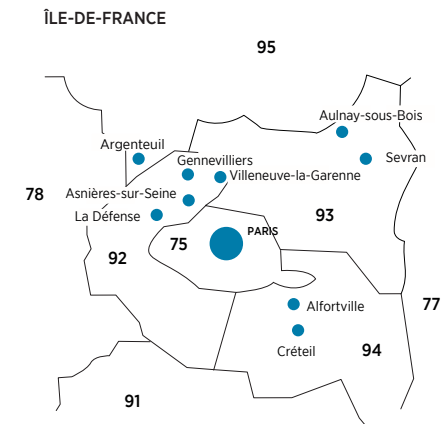 ÎLE-DE-FRANCE
95
Aulnay-sous-Bois
Argenteuil
Gennevilliers
Sevran
Villeneuve-la-Garenne
78
Asnières-sur-Seine
La Défense
93
PARIS
75
92
77
Alfortville
Créteil
94
91